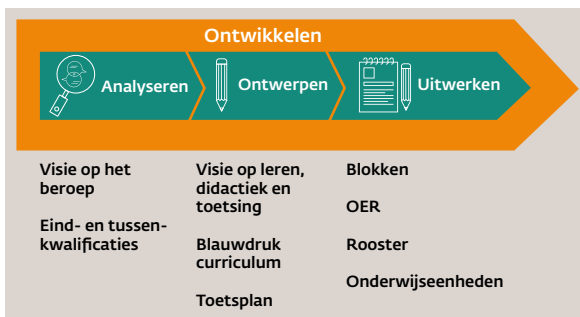 Ontwikkelen
Analyseren
Ontwerpen
Uitwerken
Visie op het
beroep
Eind- en tussen-
kwalificaties
Visie op leren,
didactiek en
toetsing
Blauwdruk
curriculum
Toetsplan
Blokken
OER
Rooster
Onderwijseenheden